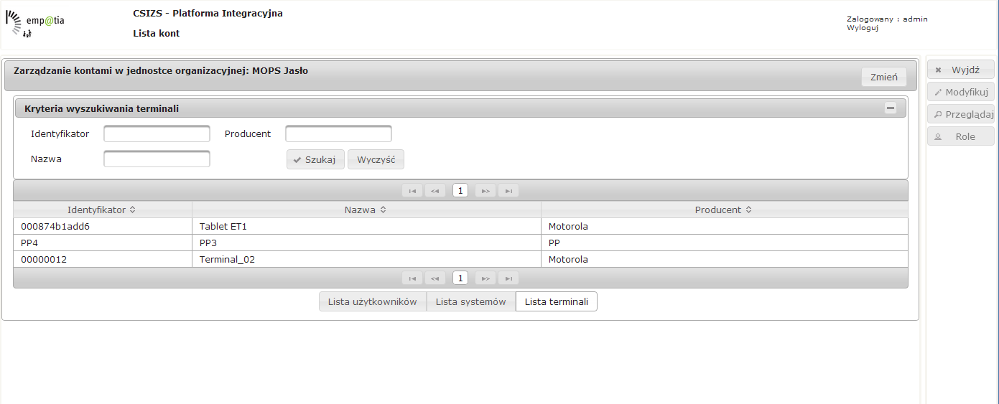 emp@tia
CSIZS - Platforma Integracyjna
Lista kont
Zalogowany : admin
Wyloguj
Zarządzanie kontami w jednostce organizacyjnej: MOPS Jasło
Zmień
Kryteria wyszukiwania terminali
Identyfikator
Producent
Nazwa
Szukaj
Wyczyść
1
Identyfikator
Nazwa
Producent
000874b1add6
Tablet ET1
Motorola
PP4
PP3
PP
00000012
Terminal_02
Motorola
1
Lista użytkowników
Lista systemów
Lista terminali
Wyjdź
Modyfikuj
Przeglądaj
Role